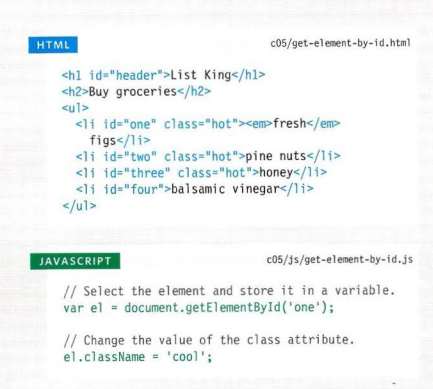 HTML c05/get-element-by-id.html
<h1 id="header">List King</h1>
<h2>Buy groceries</h2>
<ul>
<li id="one" class="hot"><em>fresh</em>
figs</li>
<li id="two" class="hot">pine nuts</li>
<li id="three" class="hot">honey</li>
<li id="four">balsamic vinegar</li>
</ul>
JAVASCRIPT c05/js/get-element-by-id.js
// Select the element and store it in a variable.
var el = document.getElementById('one');
// Change the value of the class attribute.
el.className = 'cool';